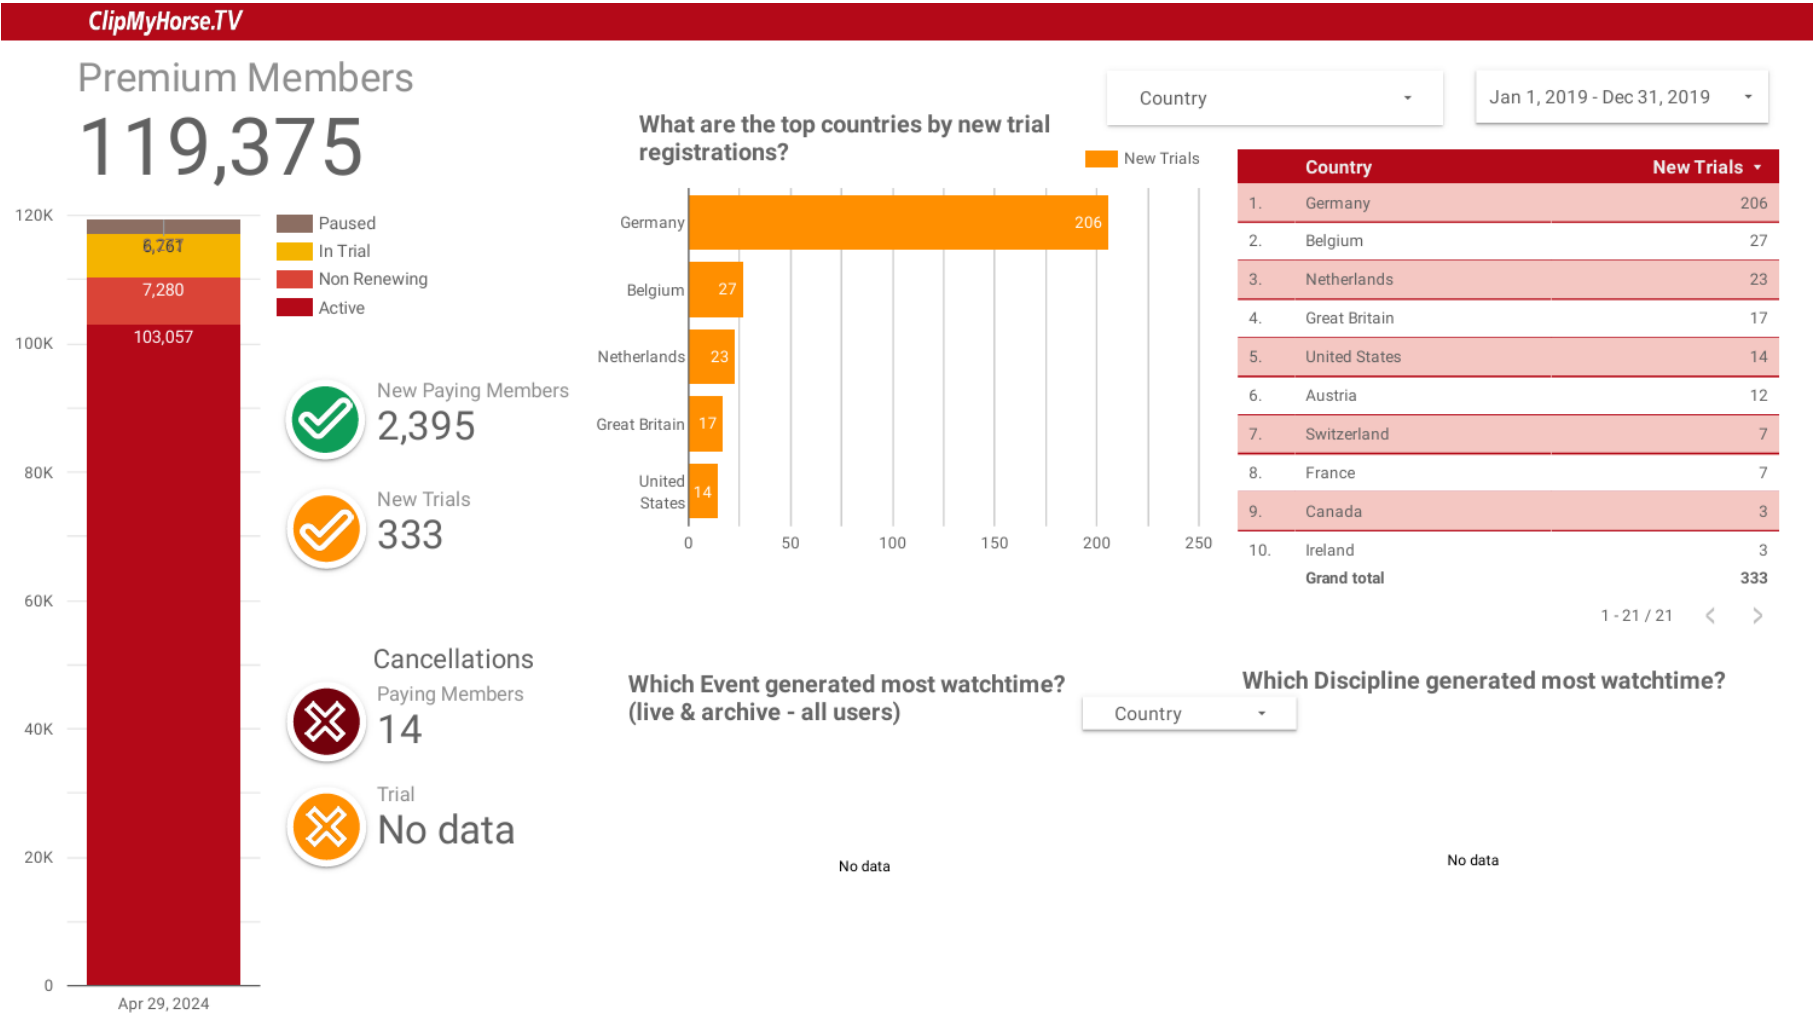 ClipMyHorse.TV
Premium Members
119,375
120K
100K
80K
60K
40K
20K
0
7,280
103,057
Apr 29, 2024
Paused
In Trial
Non Renewing
Active
New Paying Members
2,395
New Trials
333
Cancellations
Paying Members
14
Trial
No data
What are the top countries by new trial
registrations?
New Trials
Germany
206
Belgium
27
Netherlands
23
Great Britain
17
United
States
14
0 50 100 150 200 250
Country
Jan 1, 2019 - Dec 31, 2019
Country New Trials
1. Germany 206
2. Belgium 27
3. Netherlands 23
4. Great Britain 17
5. United States 14
6. Austria 12
7. Switzerland 7
8. France 7
9. Canada 3
10. Ireland 3
Grand total 333
1 - 21 / 21
Which Event generated most watchtime?
(live & archive - all users)
Country
No data
Which Discipline generated most watchtime?
No data